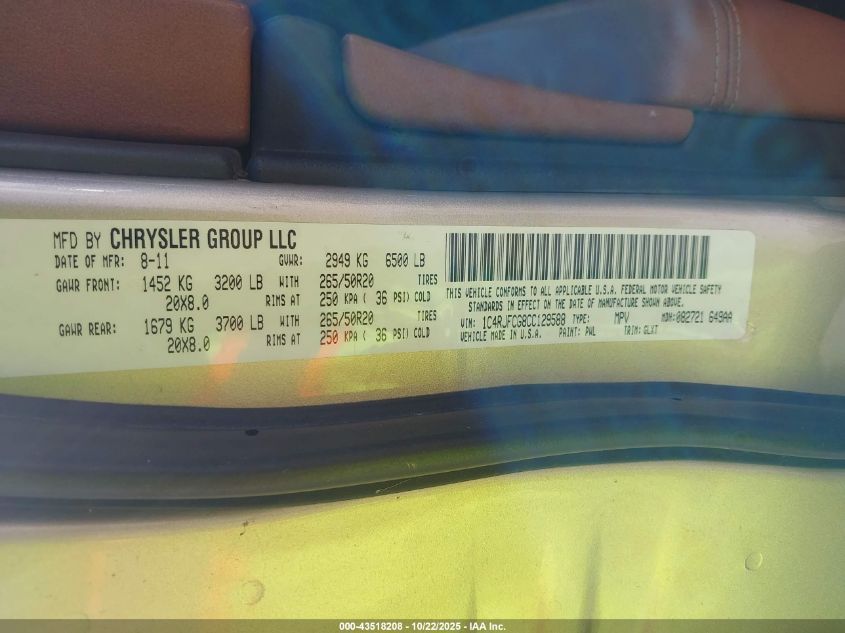 MFD BY CHRYSLER GROUP LLC
DATE OF MFR: 8-11 GVWR: 2949 KG 6500 LB
GAWR FRONT: 1452 KG 3200 LB WITH 265/50R20 TIRES
20X8.0 RIMS AT 250 KPA ( 36 PSI) COLD
GAWR REAR: 1679 KG 3700 LB WITH 265/50R20 TIRES
20X8.0 RIMS AT 250 KPA ( 36 PSI) COLD
THIS VEHICLE CONFORMS TO ALL APPLICABLE U.S.A. FEDERAL MOTOR VEHICLE SAFETY
STANDARDS IN EFFECT ON THE DATE OF MANUFACTURE SHOWN ABOVE.
VIN: 1C4RJFCG8CC129588 TYPE: MPV MDH:082721 649AA
VEHICLE MADE IN U.S.A. PAINT: PWL TRIM: GLXT
000-43518208 - 10/22/2025 - IAA Inc.